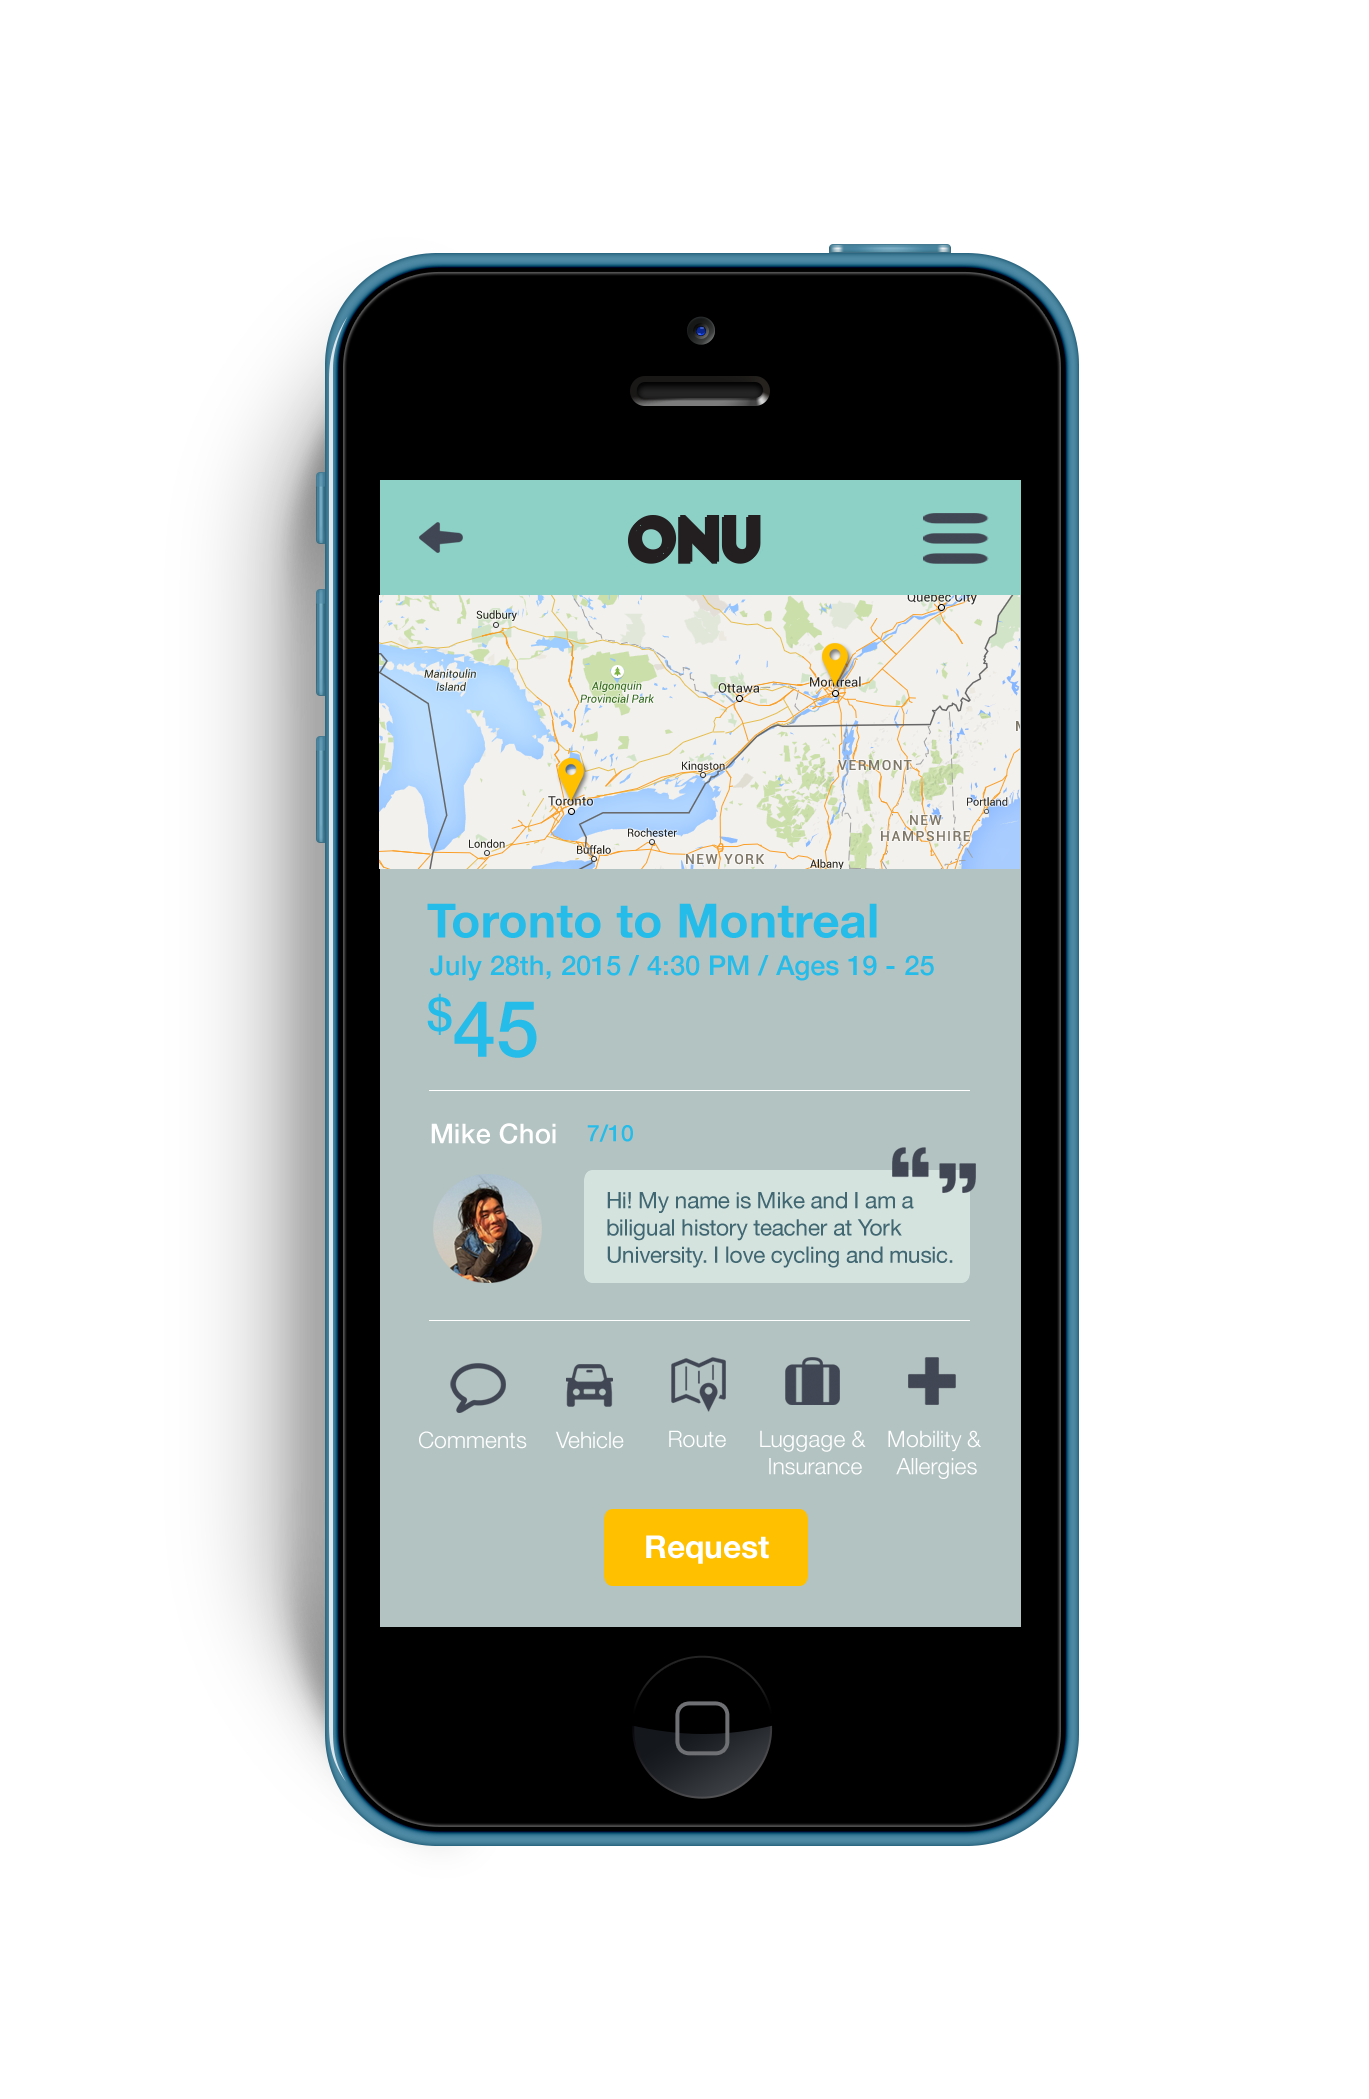 ONU
Quebec City
Sudbury
Manitoulin
Island
Algonquin
Provincial Park
Ottawa
Montreal
Kingston
VERMONT
Toronto
Portland
NEW
HAMPSHIRE
Rochester
London
Buffalo
NEW YORK
Albany
Toronto to Montreal
July 28th, 2015 / 4:30 PM / Ages 19 - 25
$45
Mike Choi 7/10
“ ”
Hi! My name is Mike and I am a
biligual history teacher at York
University. I love cycling and music.
Comments Vehicle Route Luggage & Mobility &
Insurance Allergies
Request